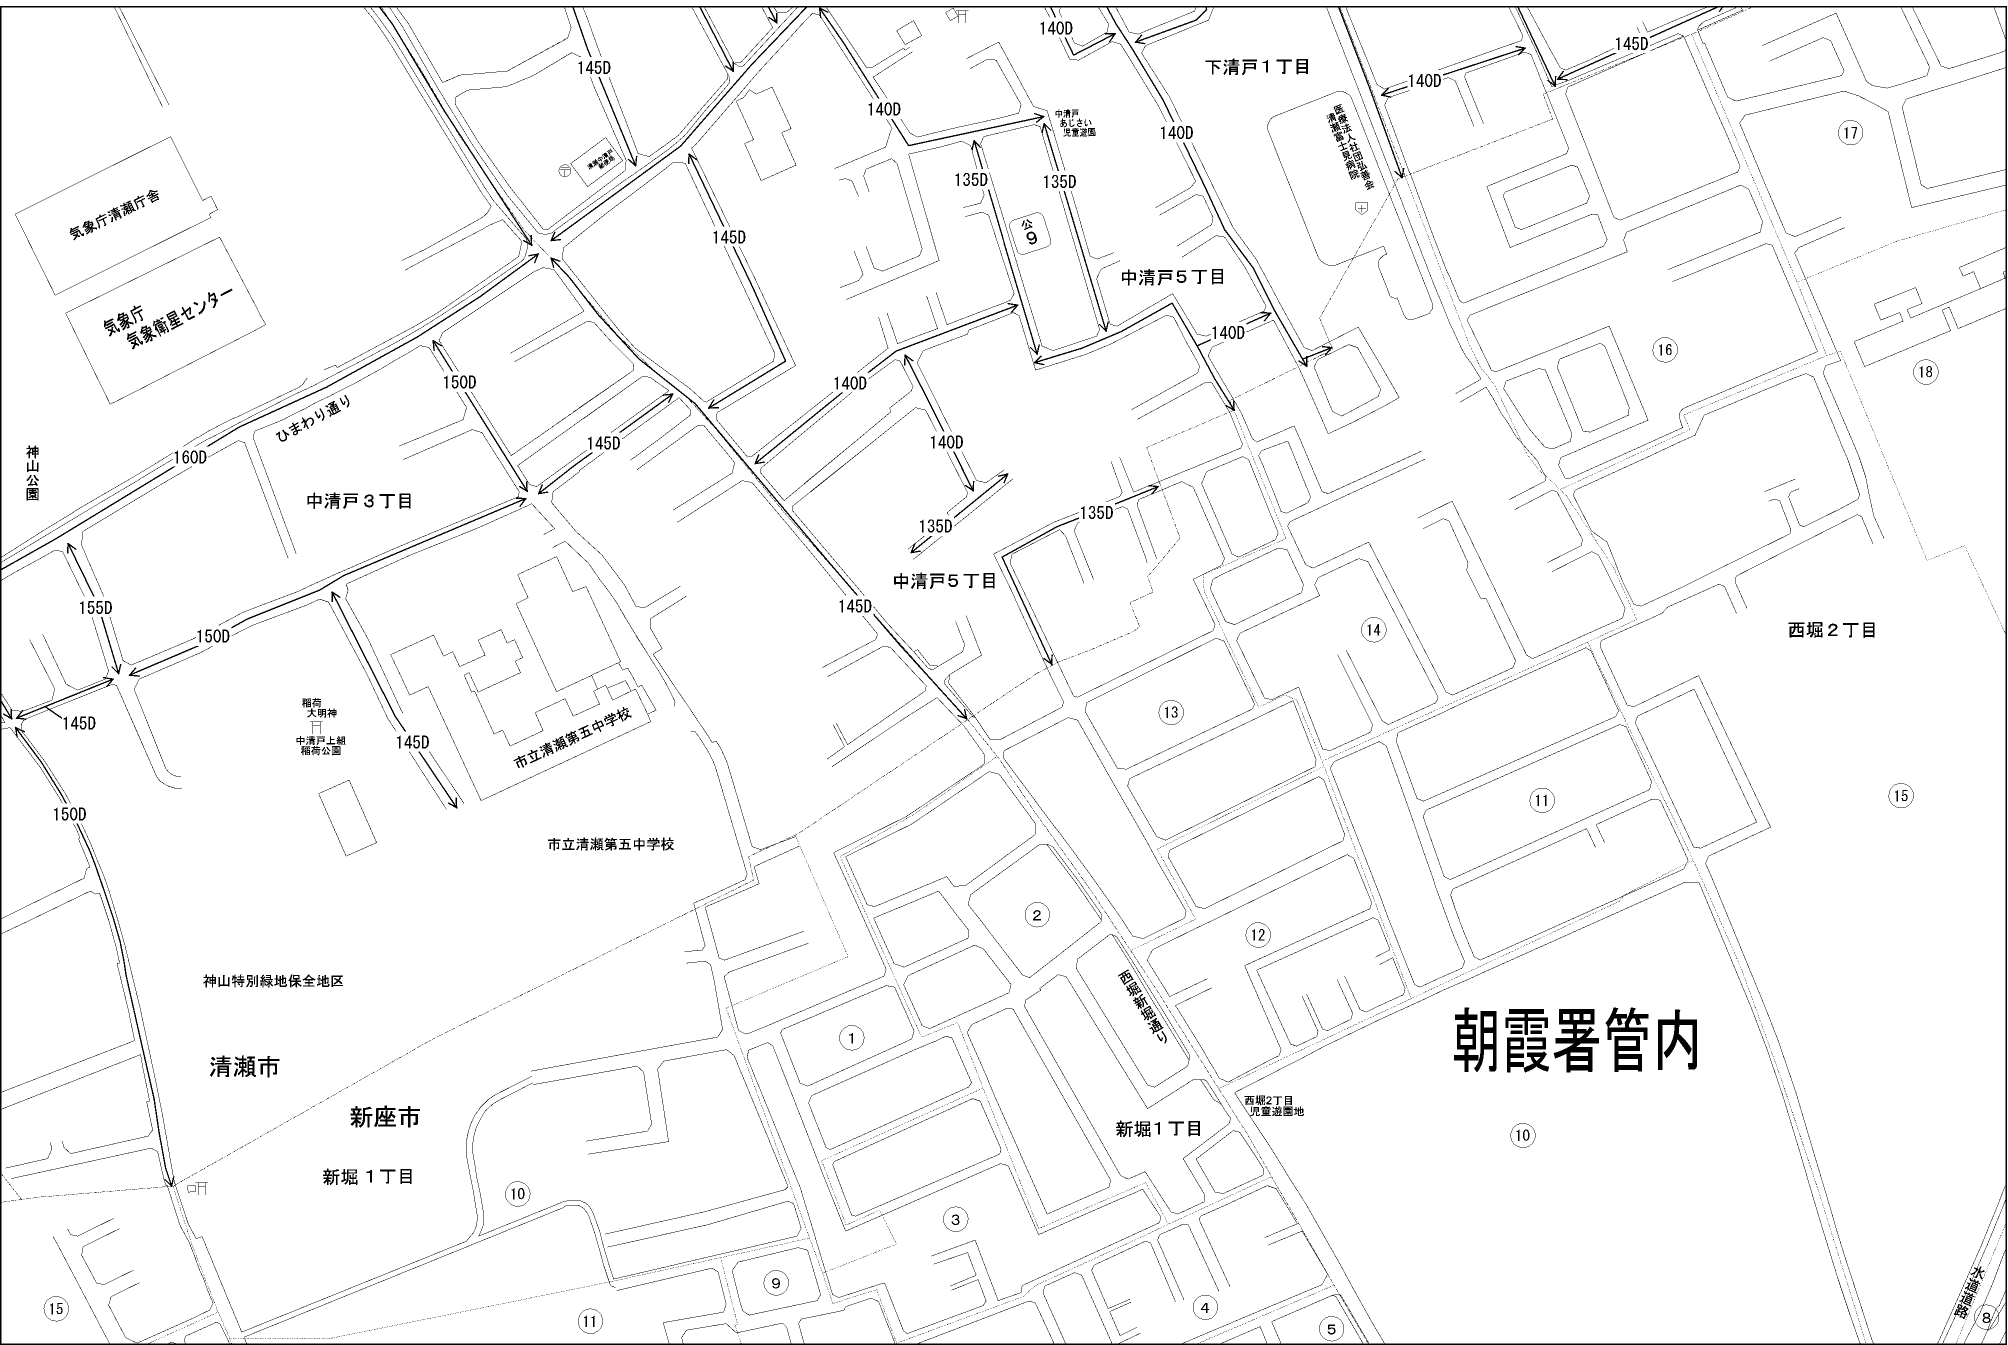 140D
145D
145D
下清戸１丁目
140D
140D
中清戸
あじさい
児童遊園
医療法人社団弘善会
清瀬富士見病院
140D
⑰
清瀬中清戸
郵便局
135D
135D
気象庁清瀬庁舎
公
9
145D
中清戸５丁目
気象庁
気象衛星センター
140D
⑯
⑱
150D
140D
ひまわり通り
145D
140D
160D
神山公園
中清戸３丁目
135D
135D
中清戸５丁目
155D
145D
150D
⑭
西堀２丁目
稲荷
大明神
中清戸上組
稲荷公園
145D
145D
市立清瀬第五中学校
⑬
150D
⑪
⑮
市立清瀬第五中学校
②
⑫
神山特別緑地保全地区
西堀新堀通り
①
朝霞署管内
清瀬市
新座市
西堀2丁目
児童遊園地
新堀１丁目
⑩
新堀１丁目
⑩
③
⑨
水道道路
⑮
⑪
④
⑤
⑧